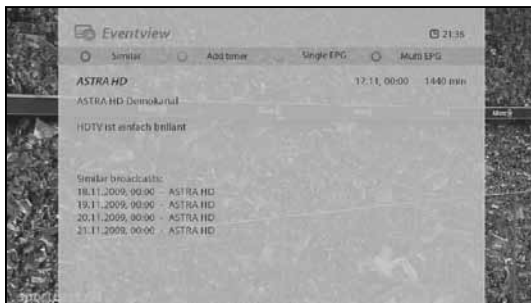 Eventview 21:36
Similar Add timer Single EPG Multi EPG
ASTRA HD 17.11, 00:00 1440 min
ASTRA HD Demokanal
HDTV ist einfach brillant
Similar broadcasts:
18.11.2009, 00:00 - ASTRA HD
19.11.2009, 00:00 - ASTRA HD
20.11.2009, 00:00 - ASTRA HD
21.11.2009, 00:00 - ASTRA HD